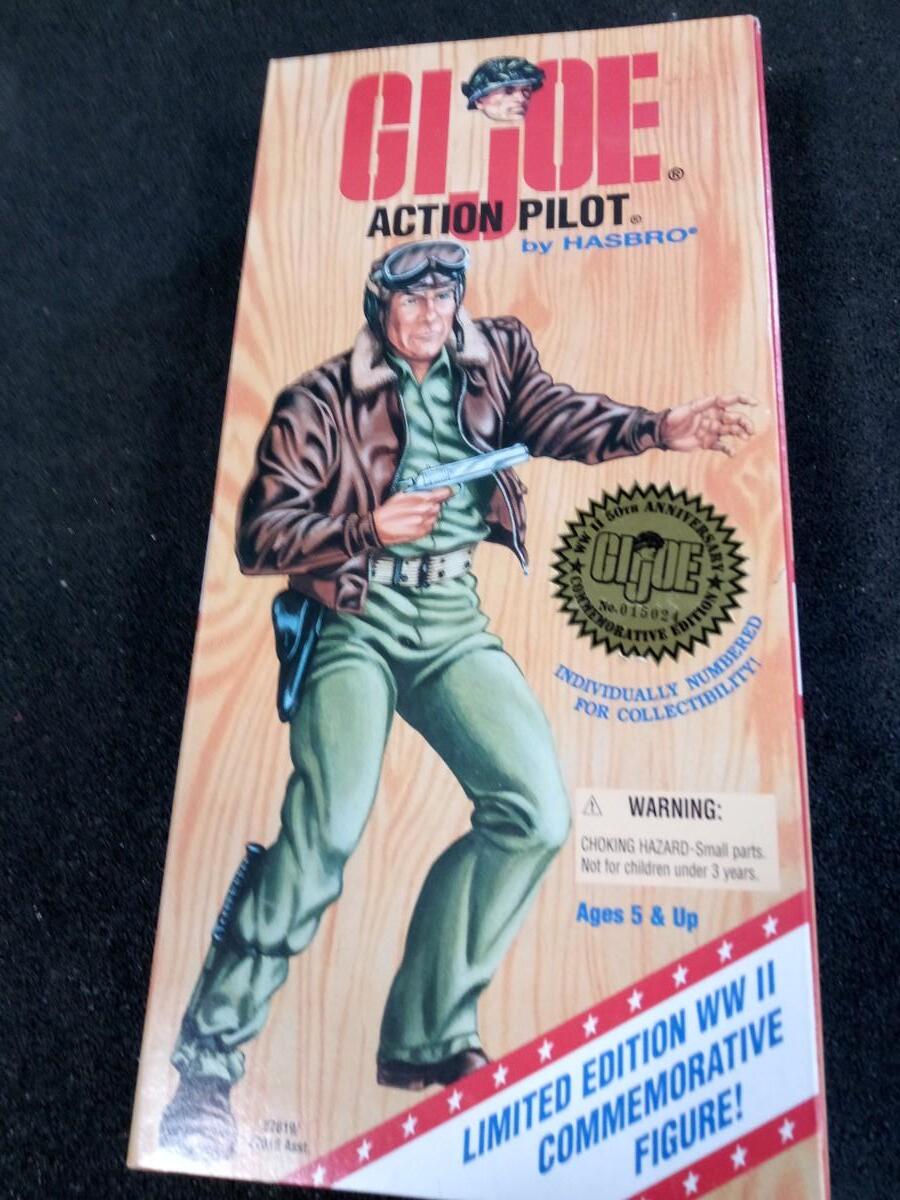 GI JOE®
ACTION PILOT®
by HASBRO®
WW II 50TH ANNIVERSARY
GI JOE
No.
COMMEMORATIVE EDITION
INDIVIDUALLY NUMBERED
FOR COLLECTIBILITY!
WARNING:
CHOKING HAZARD-Small parts.
Not for children under 3 years.
Ages 5 & Up
LIMITED EDITION WW II
COMMEMORATIVE
FIGURE!
Asst.